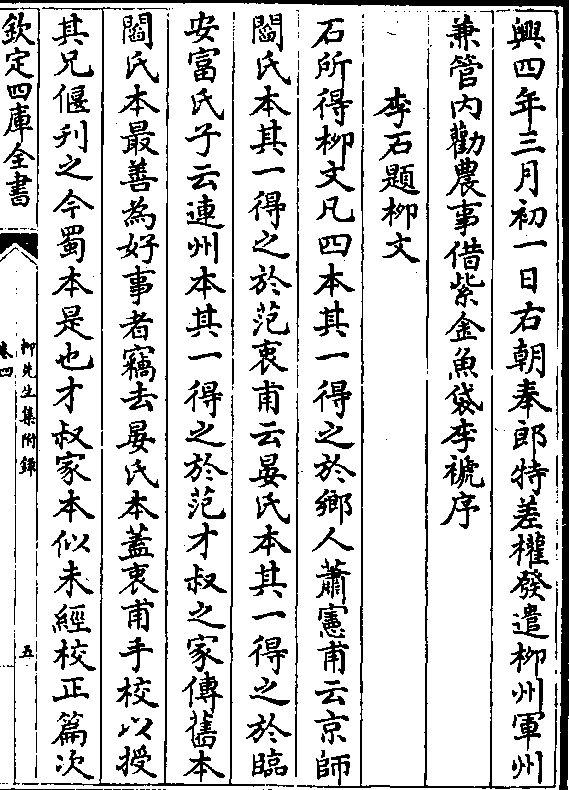 興四年三月初一日右朝奉郎特差權發遣柳州軍州
兼管內勸農事借紫金魚袋李褫序
李石題柳文
石所得柳文凡四本其一得之於鄉人蕭憲甫云京師
閻氏本其一得之於范衷甫云晏氏本其一得之於臨
安富氏子云連州本其一得之於范才叔之家傳舊本
閻氏本最善為好事者竊去晏氏本蓋衷甫手校以授
其兄偃刋之今蜀本是也才叔家本似未經校正篇次
欽定四庫全書
柳先生集附錄
卷四
五